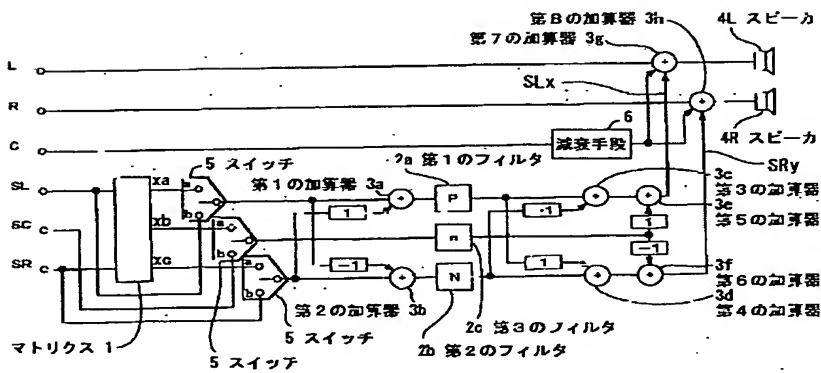 第8の加算器 3h
4L スピーカ
第7の加算器 3g
L
SLx
R
6
4R スピーカ
C
減衰手段
2a 第1のフィルタ
SRy
5 スイッチ
SL
xa
a
b
第1の加算器 3a
P
3c
第3の加算器
1
-1
3e
第5の加算器
SC
xb
a
b
n
1
-1
SR
xc
a
b
-1
N
1
3f
第6の加算器
第2の加算器 3b
3d
第4の加算器
5 スイッチ
2c 第3のフィルタ
マトリクス 1
5 スイッチ
2b 第2のフィルタ